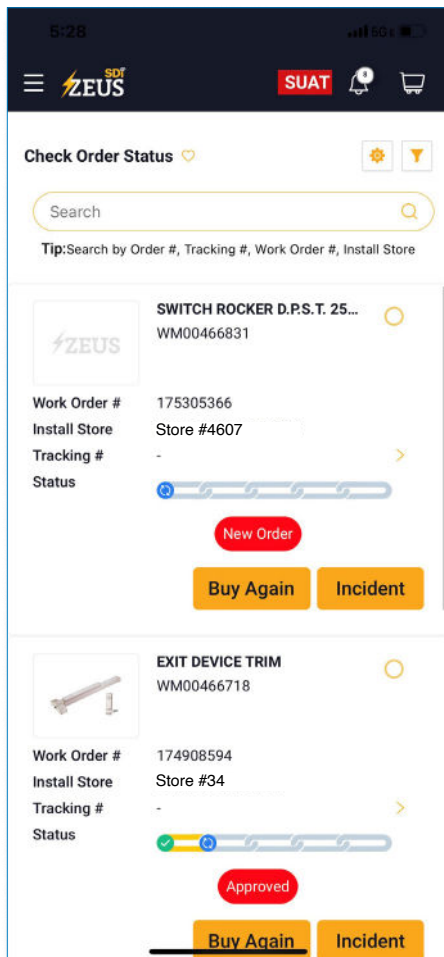 5:28
5G
SDI
ZEUS
SUAT
Check Order Status
Search
Tip:Search by Order #, Tracking #, Work Order #, Install Store
SWITCH ROCKER D.P.S.T. 25...
WM00466831
ZEUS
Work Order # 175305366
Install Store Store #4607
Tracking # -
Status
New Order
Buy Again Incident
EXIT DEVICE TRIM
WM00466718
Work Order # 174908594
Install Store Store #34
Tracking # -
Status
Approved
Buy Again Incident